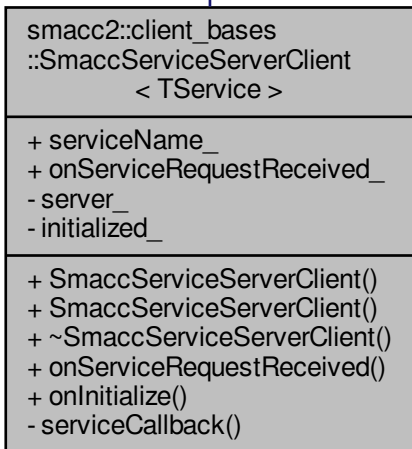 smacc2::client_bases
::SmaccServiceServerClient
< TService >
+ serviceName_
+ onServiceRequestReceived_
- server_
- initialized_
+ SmaccServiceServerClient()
+ SmaccServiceServerClient()
+ ~SmaccServiceServerClient()
+ onServiceRequestReceived()
+ onInitialize()
- serviceCallback()